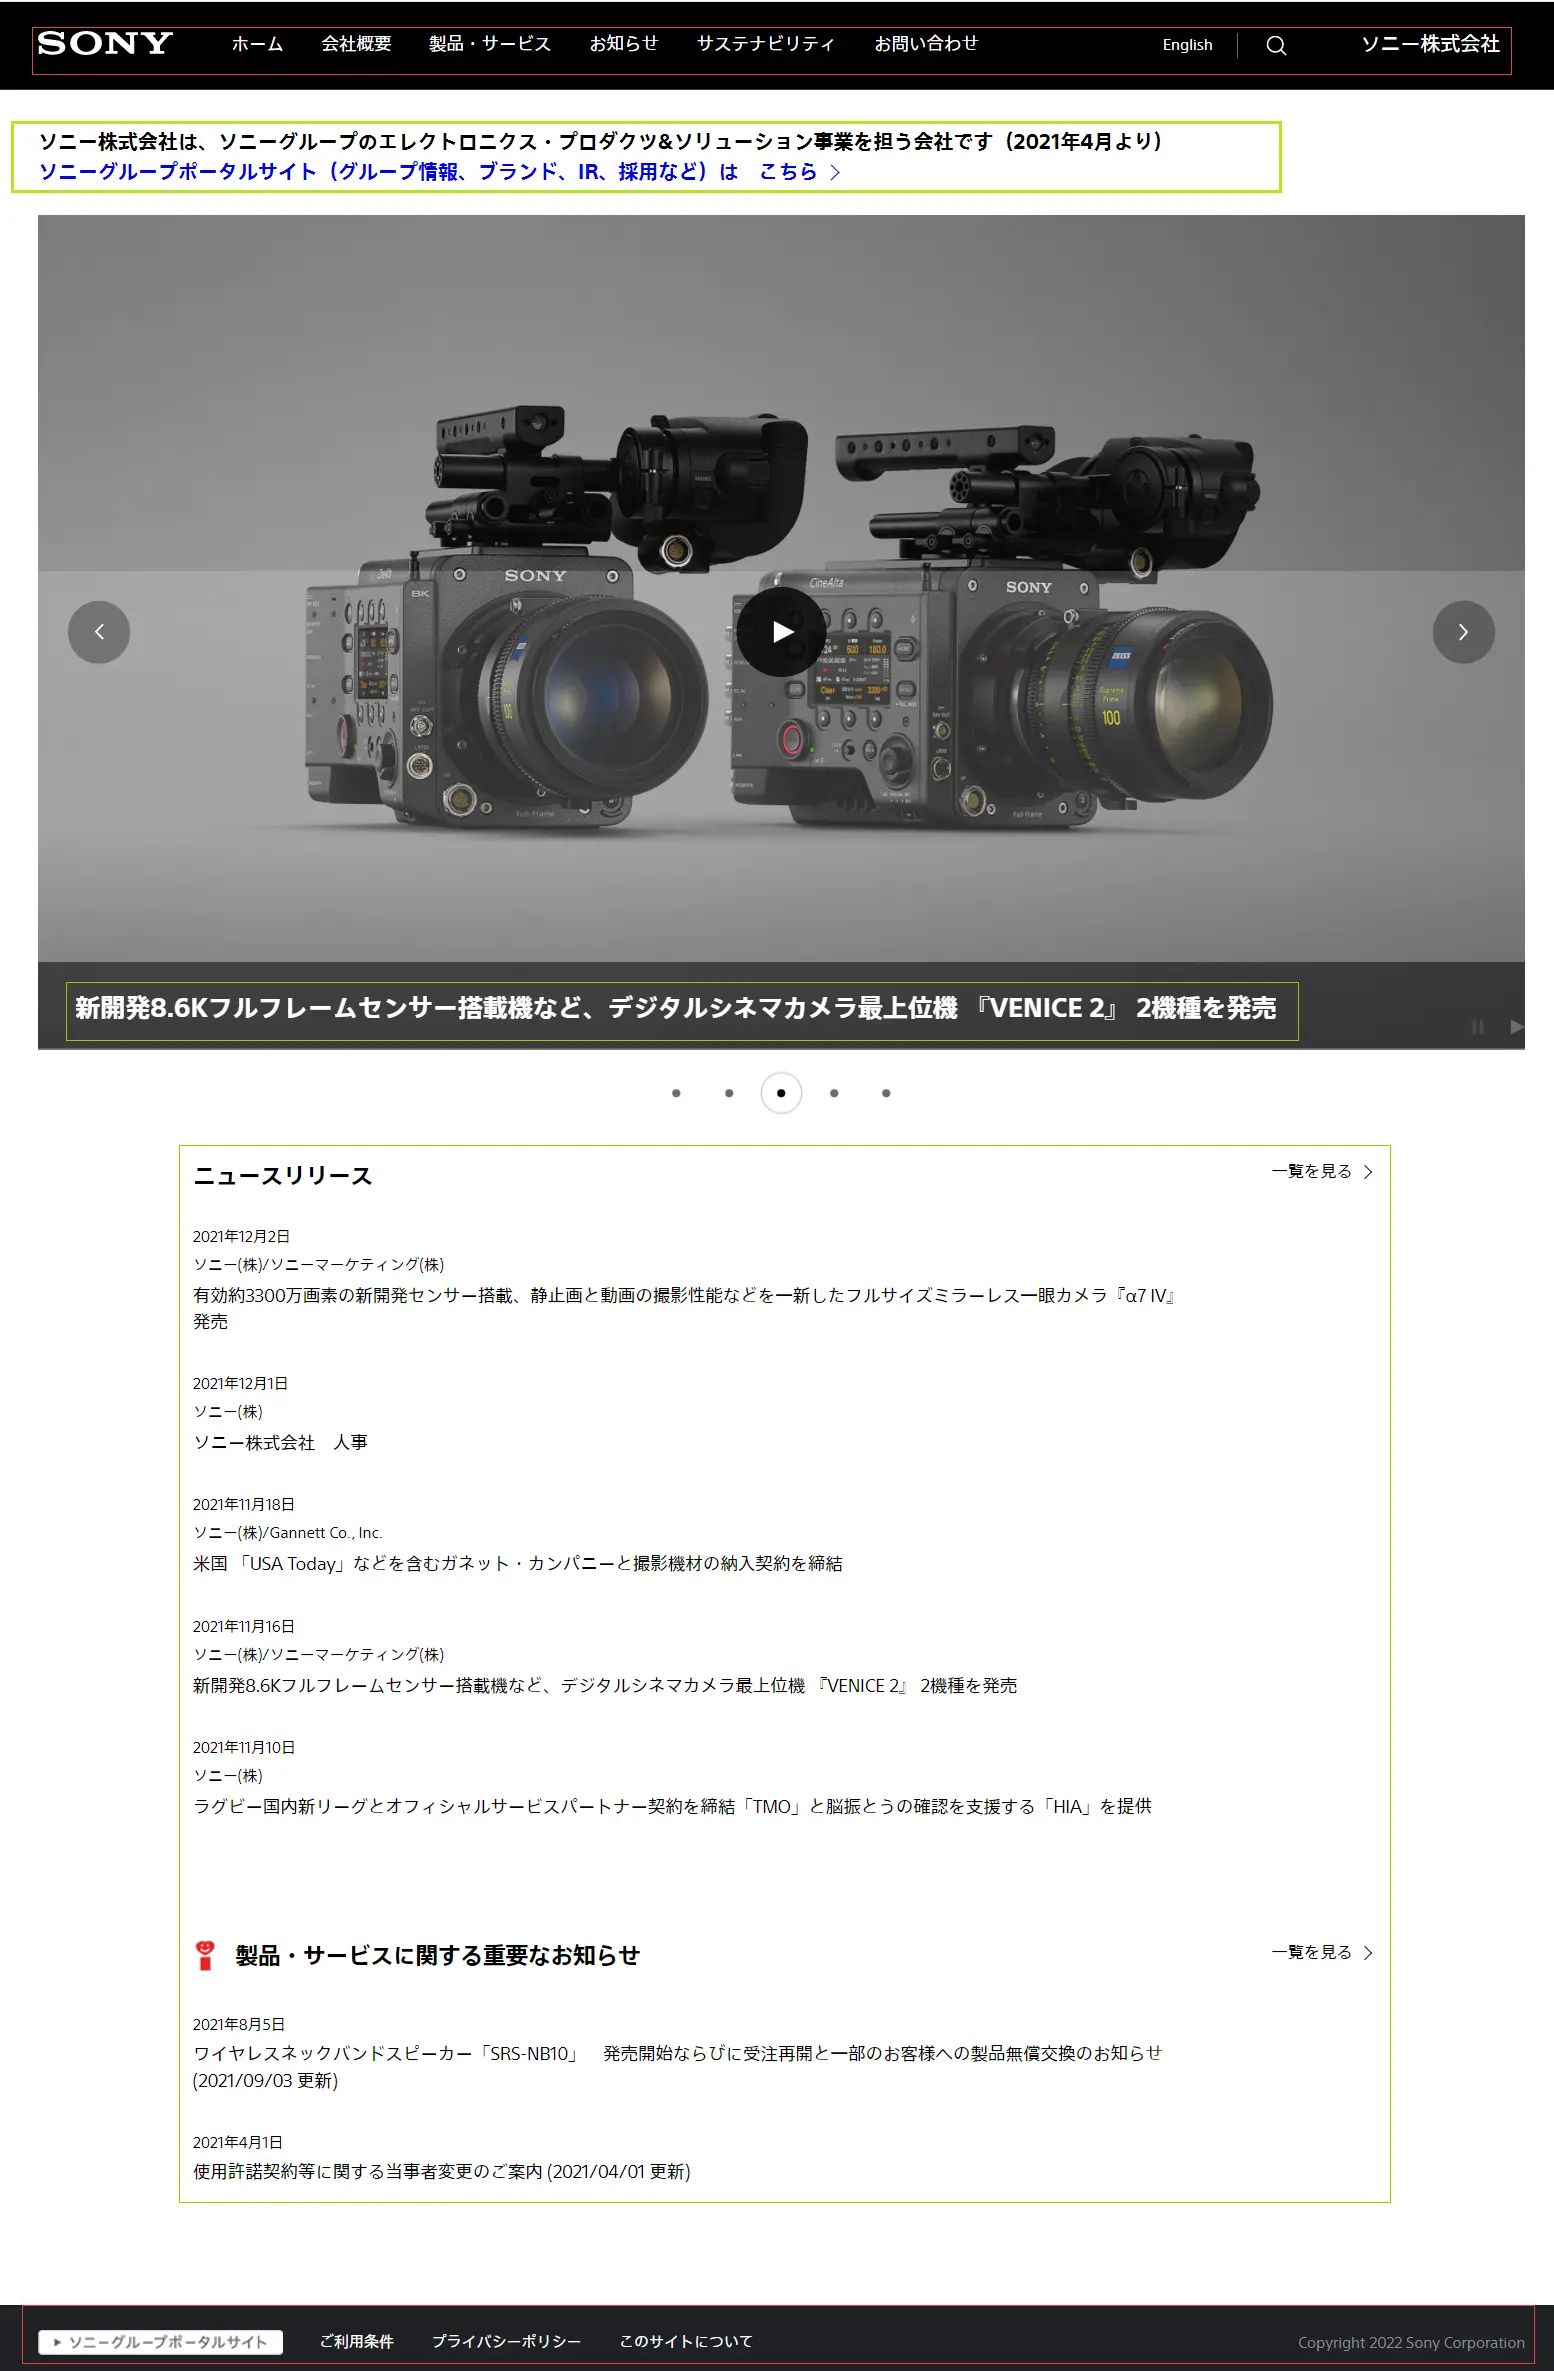 SONY
ホーム 会社概要 製品・サービス お知らせ サステナビリティ お問い合わせ English ソニー株式会社
ソニー株式会社は、ソニーグループのエレクトロニクス・プロダクツ&ソリューション事業を担う会社です（2021年4月より）
ソニーグループポータルサイト（グループ情報、ブランド、IR、採用など）は　こちら
SONY
8K
CineAlta
SONY
ZEISS
Supreme
Prime
100
Full-Frame
Full-Frame
新開発8.6Kフルフレームセンサー搭載機など、デジタルシネマカメラ最上位機 『VENICE 2』 2機種を発売
ニュースリリース
一覧を見る
2021年12月2日
ソニー(株)/ソニーマーケティング(株)
有効約3300万画素の新開発センサー搭載、静止画と動画の撮影性能などを一新したフルサイズミラーレス一眼カメラ『α7 IV』
発売
2021年12月1日
ソニー(株)
ソニー株式会社　人事
2021年11月18日
ソニー(株)/Gannett Co., Inc.
米国 「USA Today」などを含むガネット・カンパニーと撮影機材の納入契約を締結
2021年11月16日
ソニー(株)/ソニーマーケティング(株)
新開発8.6Kフルフレームセンサー搭載機など、デジタルシネマカメラ最上位機 『VENICE 2』 2機種を発売
2021年11月10日
ソニー(株)
ラグビー国内新リーグとオフィシャルサービスパートナー契約を締結「TMO」と脳振とうの確認を支援する「HIA」を提供
製品・サービスに関する重要なお知らせ
一覧を見る
2021年8月5日
ワイヤレスネックバンドスピーカー「SRS-NB10」　発売開始ならびに受注再開と一部のお客様への製品無償交換のお知らせ
(2021/09/03 更新)
2021年4月1日
使用許諾契約等に関する当事者変更のご案内 (2021/04/01 更新)
ソニーグループポータルサイト ご利用条件 プライバシーポリシー このサイトについて Copyright 2022 Sony Corporation